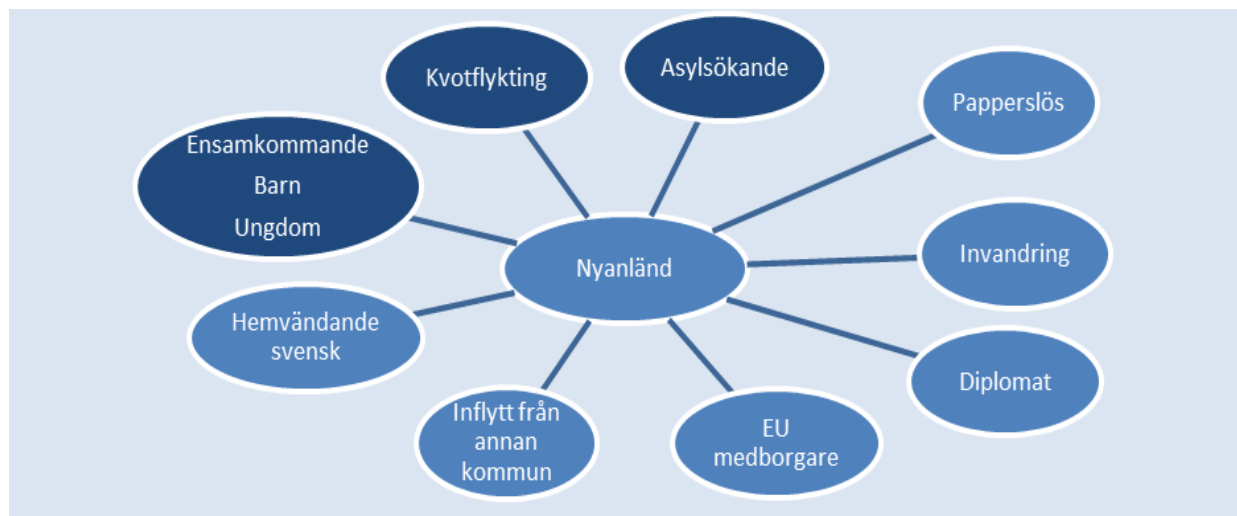 Kvotflykting
Asylsökande
Papperslös
Ensamkommande
Barn
Ungdom
Nyanländ
Invandring
Hemvändande
svensk
Diplomat
Inflytt från
annan
kommun
EU
medborgare